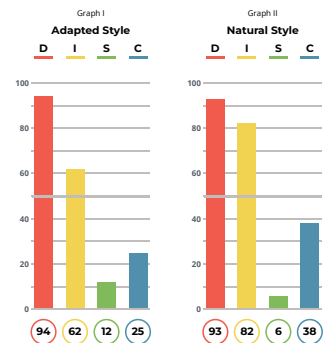 Graph I
Adapted Style
D I S C
100
80
60
40
20
0
94 62 12 25
Graph II
Natural Style
D I S C
100
80
60
40
20
0
93 82 6 38